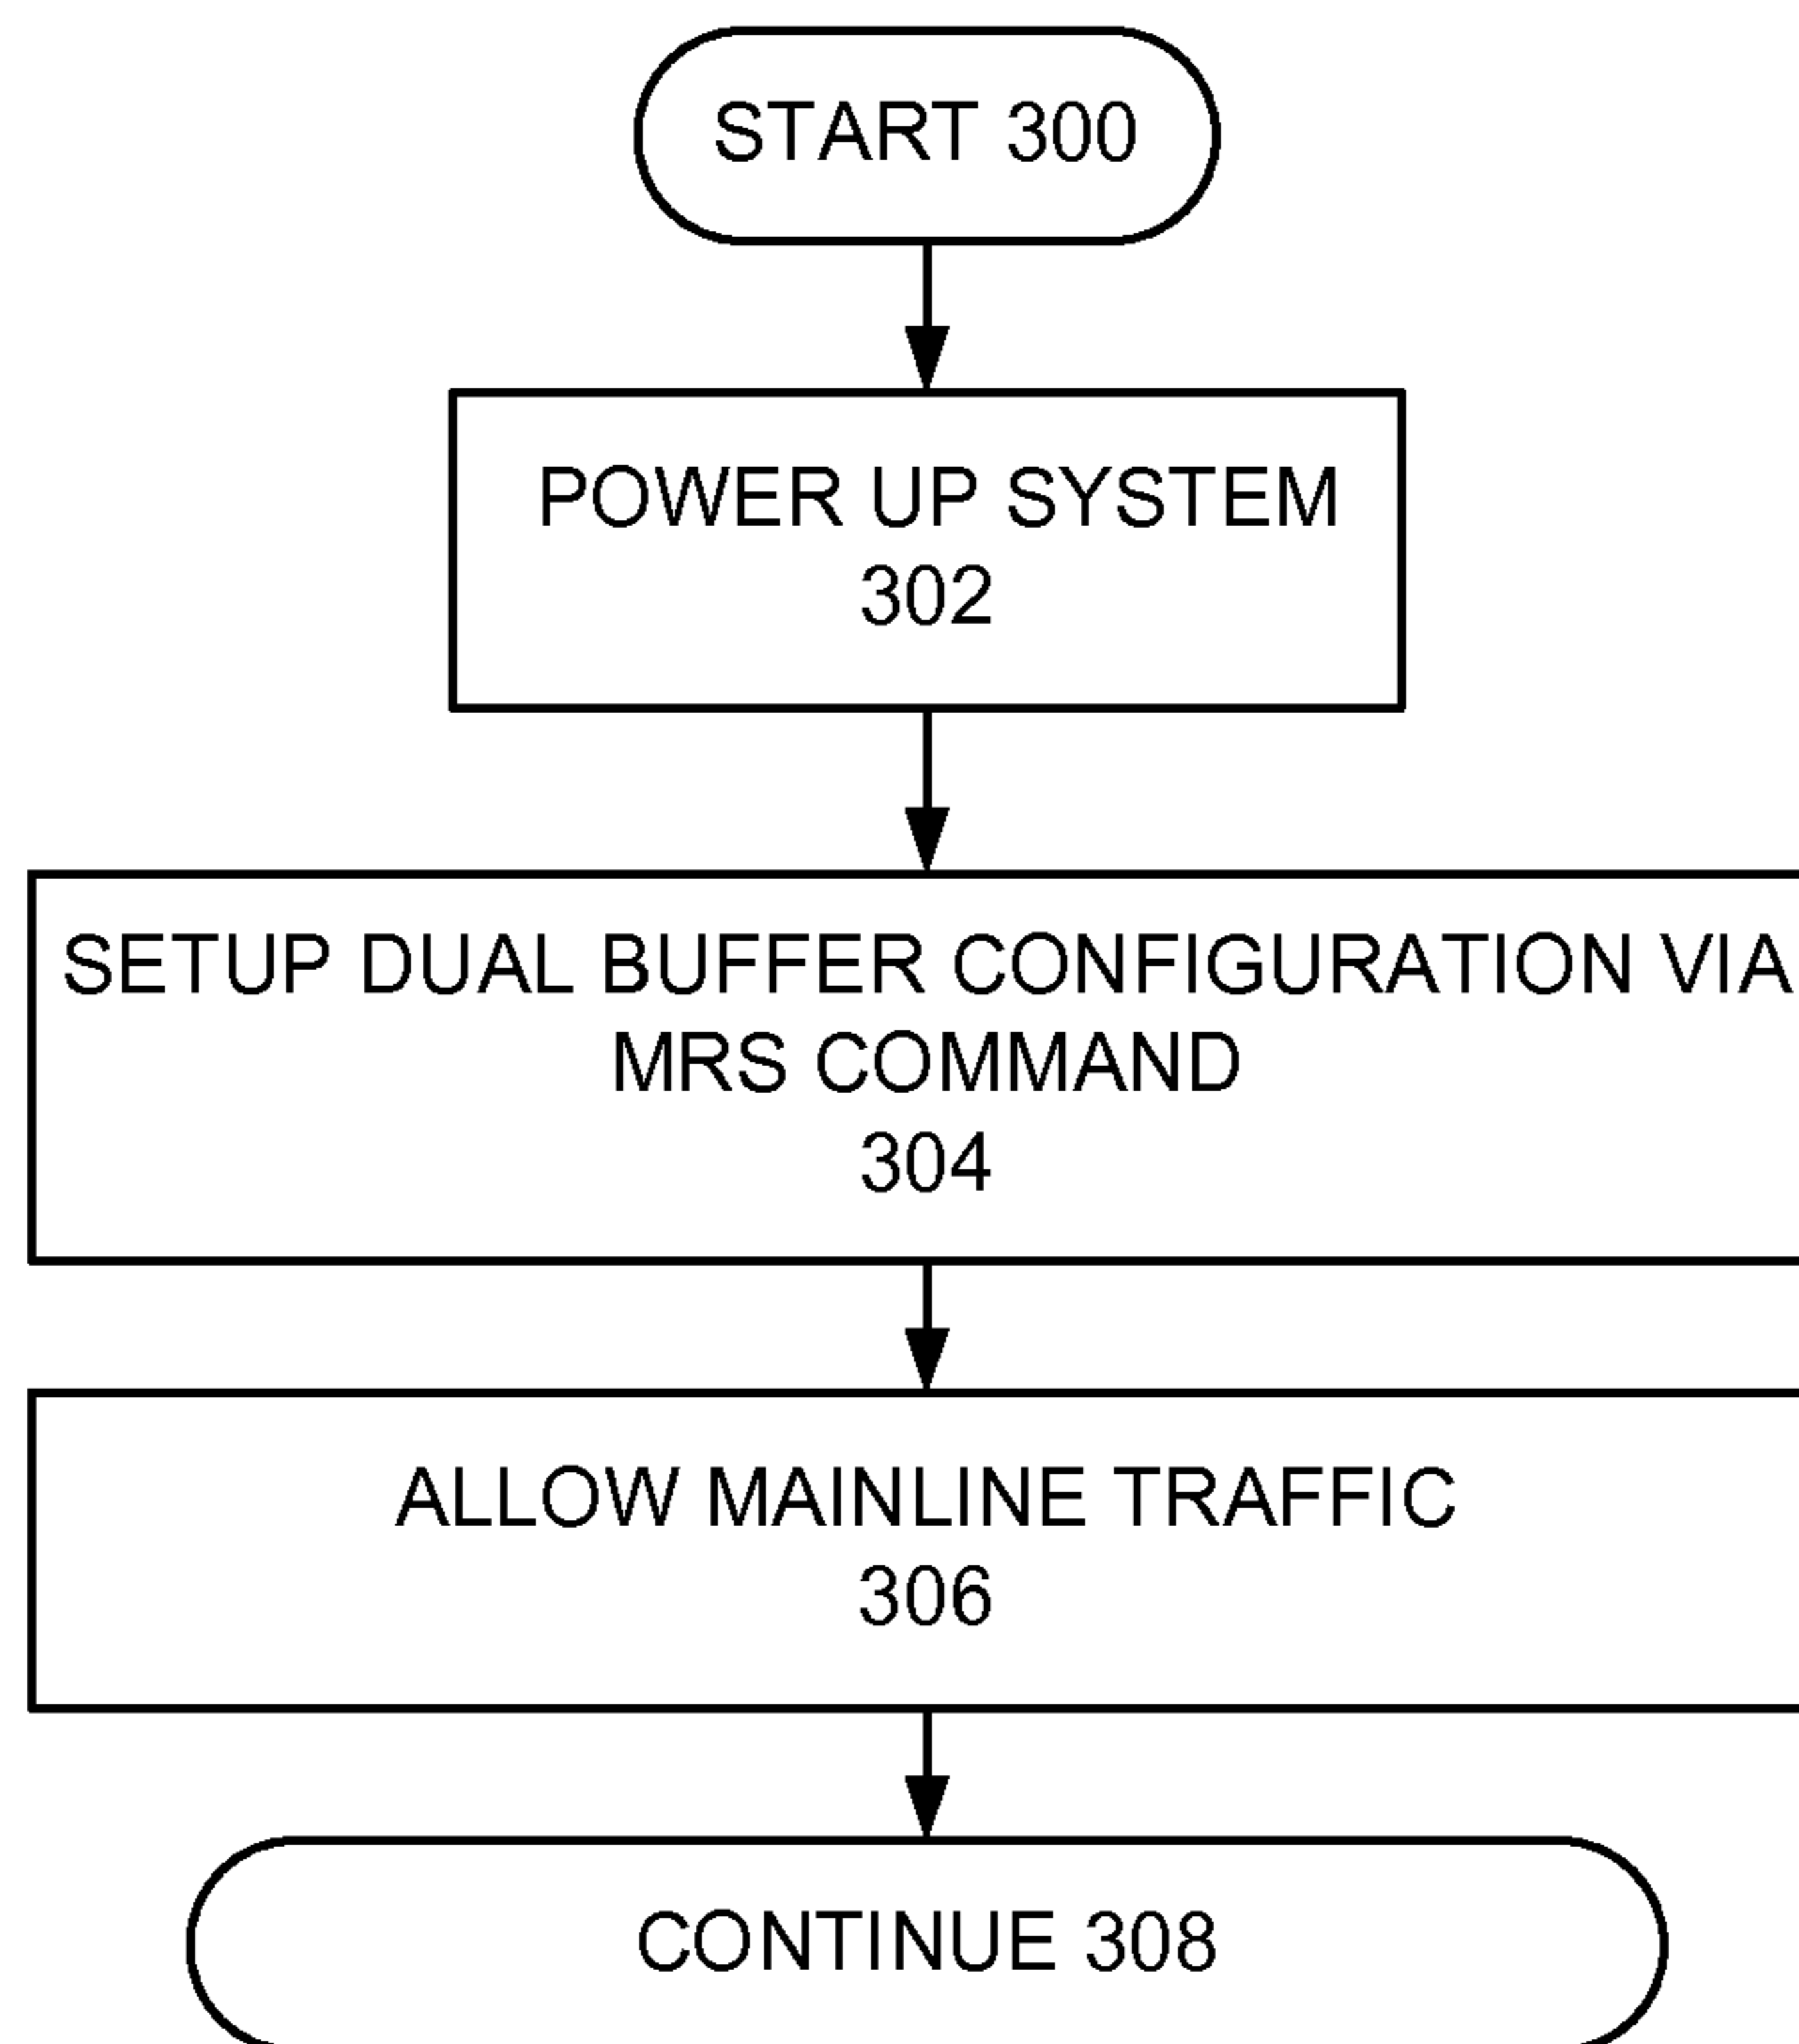 START 300
POWER UP SYSTEM
302
SETUP DUAL BUFFER CONFIGURATION VIA
MRS COMMAND
304
ALLOW MAINLINE TRAFFIC
306
CONTINUE 308